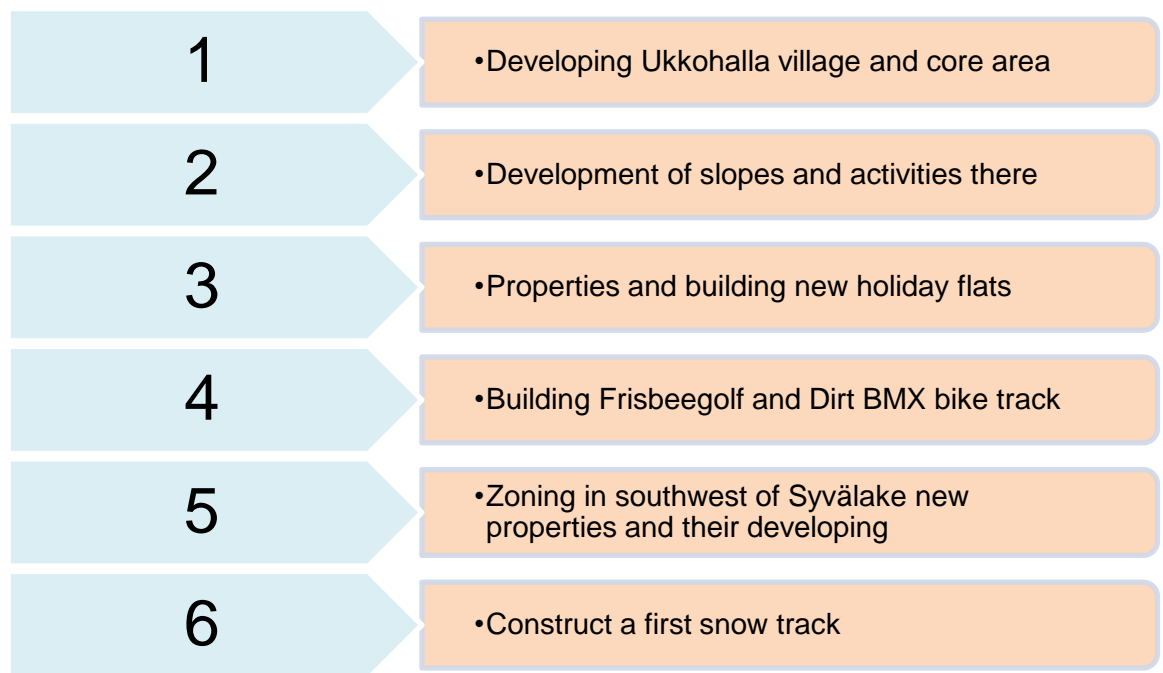 1
•Developing Ukkohalla village and core area
2
•Development of slopes and activities there
3
•Properties and building new holiday flats
4
•Building Frisbeegolf and Dirt BMX bike track
5
•Zoning in southwest of Syvälake new
properties and their developing
6
•Construct a first snow track